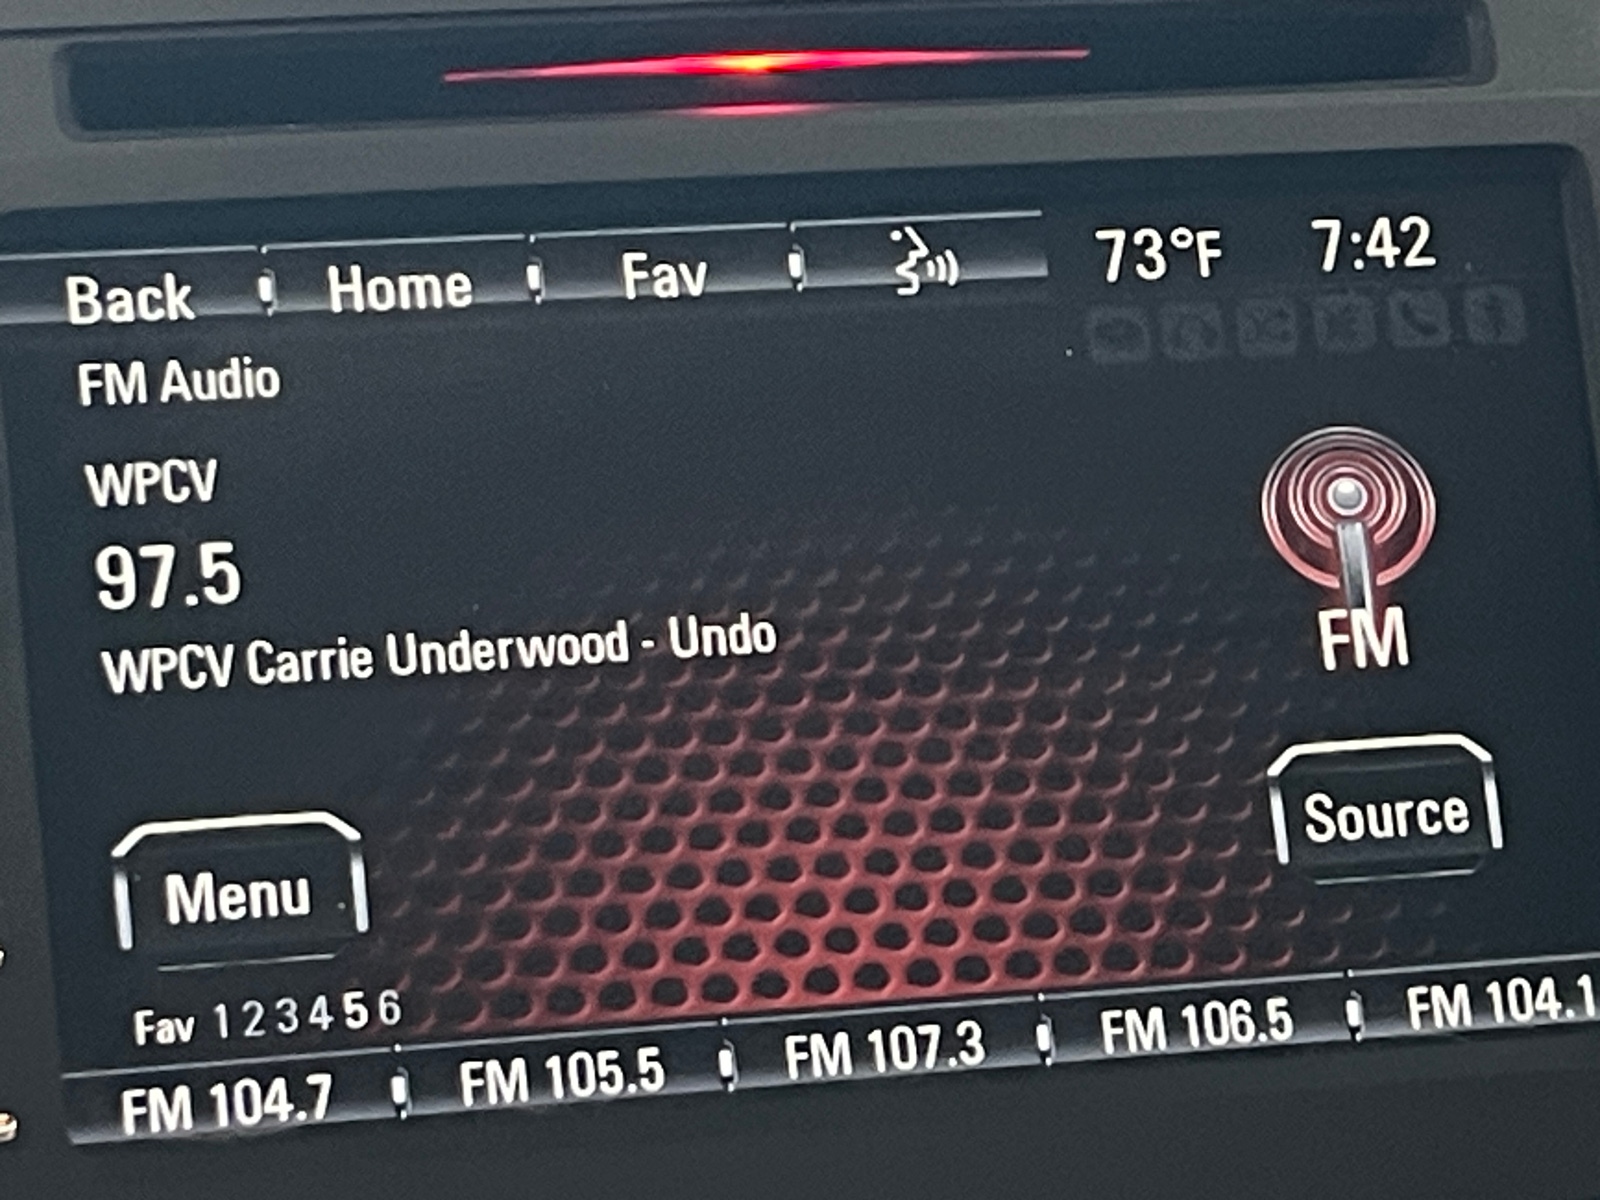 Back Home Fav 73°F 7:42
FM Audio
WPCV
97.5
WPCV Carrie Underwood - Undo
FM
Source
Menu
Fav 1 2 3 4 5 6
FM 104.7 FM 105.5 FM 107.3 FM 106.5 FM 104.1